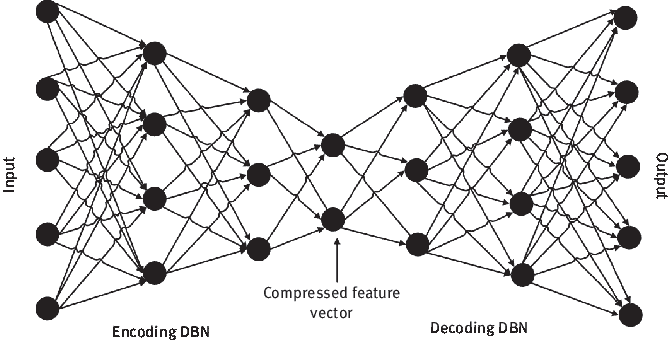 Input
Output
Compressed feature
vector
Encoding DBN
Decoding DBN